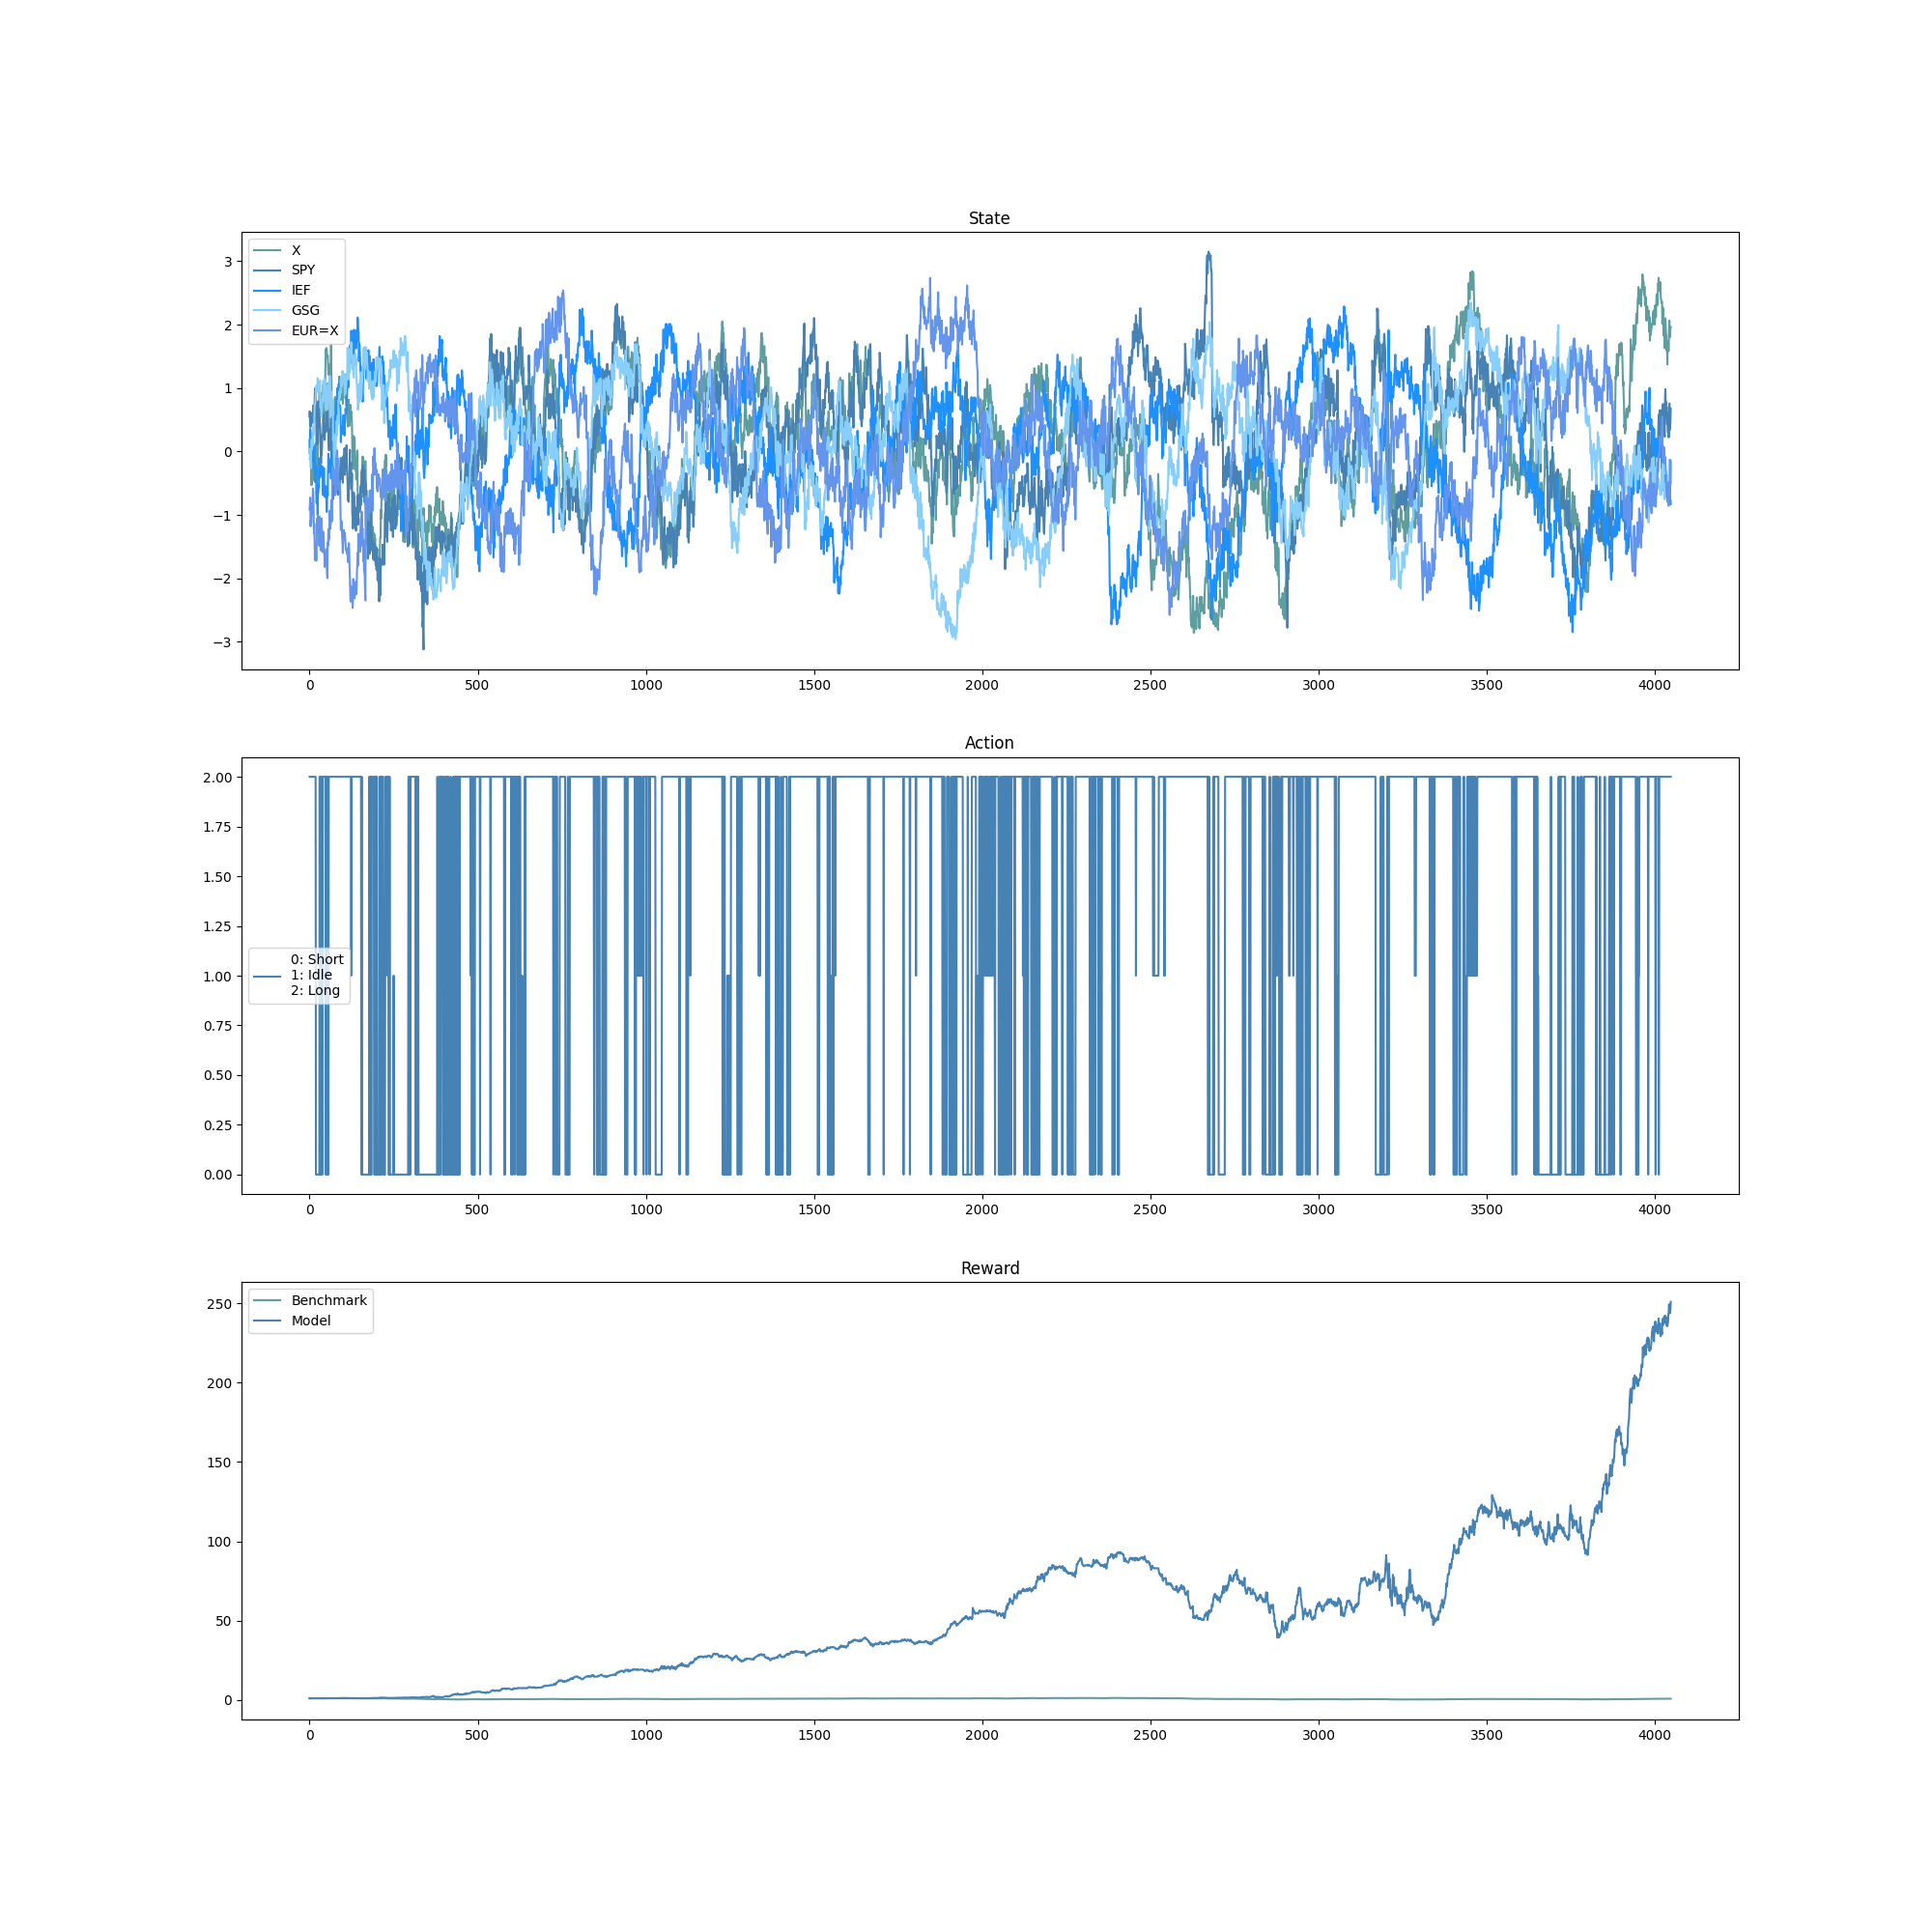 State
X
SPY
IEF
GSG
EUR=X
3
2
1
0
−1
−2
−3
0 500 1000 1500 2000 2500 3000 3500 4000
Action
2.00
1.75
1.50
1.25
1.00
0.75
0.50
0.25
0.00
0: Short
1: Idle
2: Long
0 500 1000 1500 2000 2500 3000 3500 4000
Reward
Benchmark
Model
250
200
150
100
50
0
0 500 1000 1500 2000 2500 3000 3500 4000